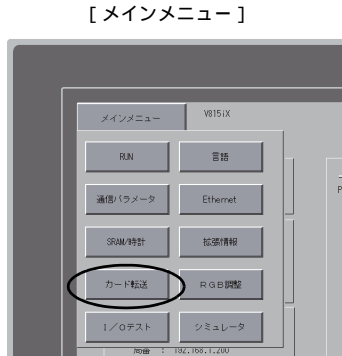 [ メインメニュー ]
メインメニュー V815iX
RUN 言語
通信パラメータ Ethernet
SRAM/時計 拡張情報
カード転送 RGB調整
I/Oテスト シミュレータ
局番 : 192.168.1.200